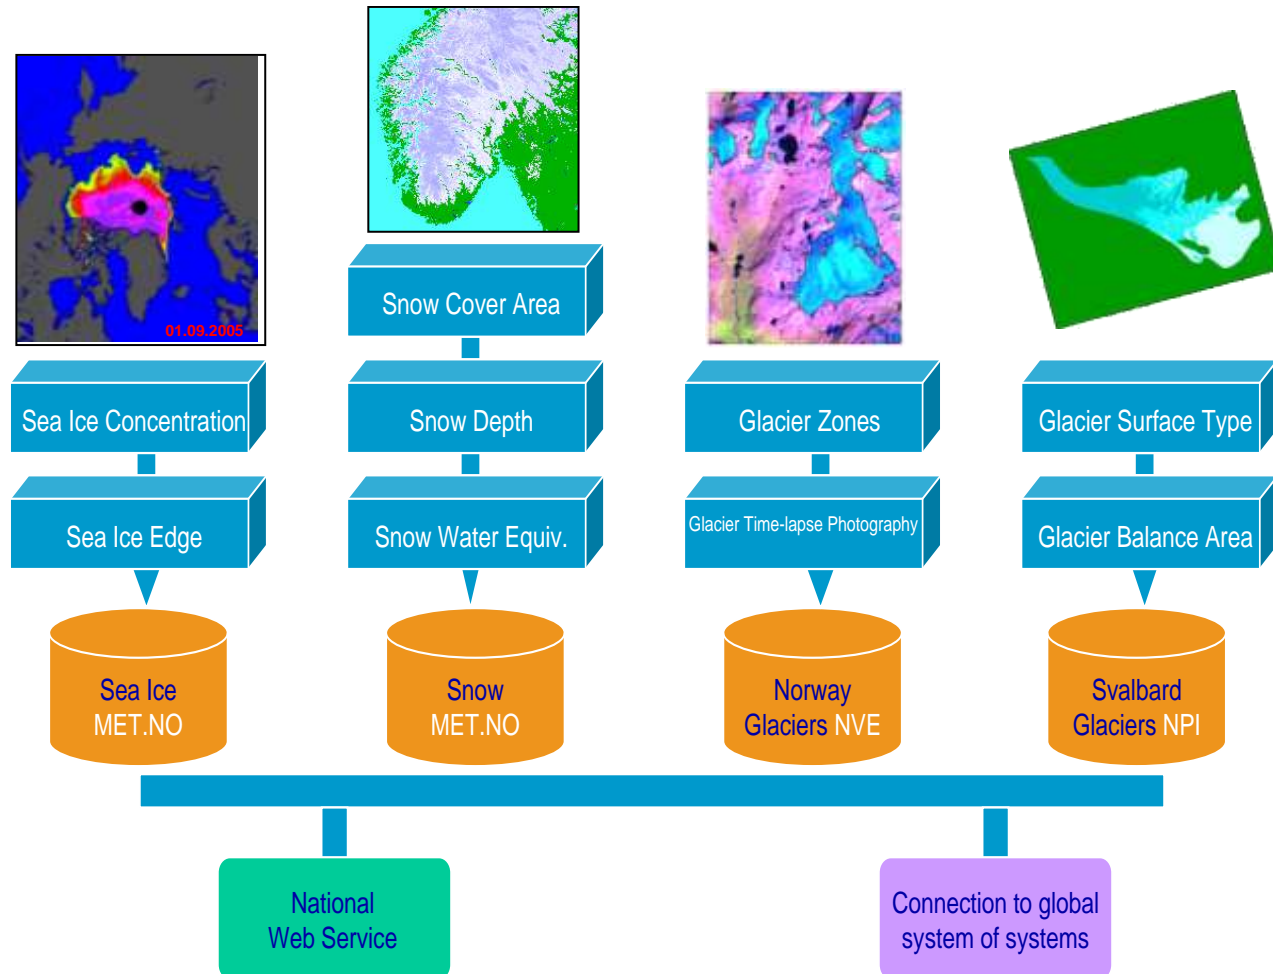 01.09.2005
Snow Cover Area
Sea Ice Concentration
Snow Depth
Glacier Zones
Glacier Surface Type
Sea Ice Edge
Snow Water Equiv.
Glacier Time-lapse Photography
Glacier Balance Area
Sea Ice
MET.NO
Snow
MET.NO
Norway
Glaciers NVE
Svalbard
Glaciers NPI
National
Web Service
Connection to global
system of systems